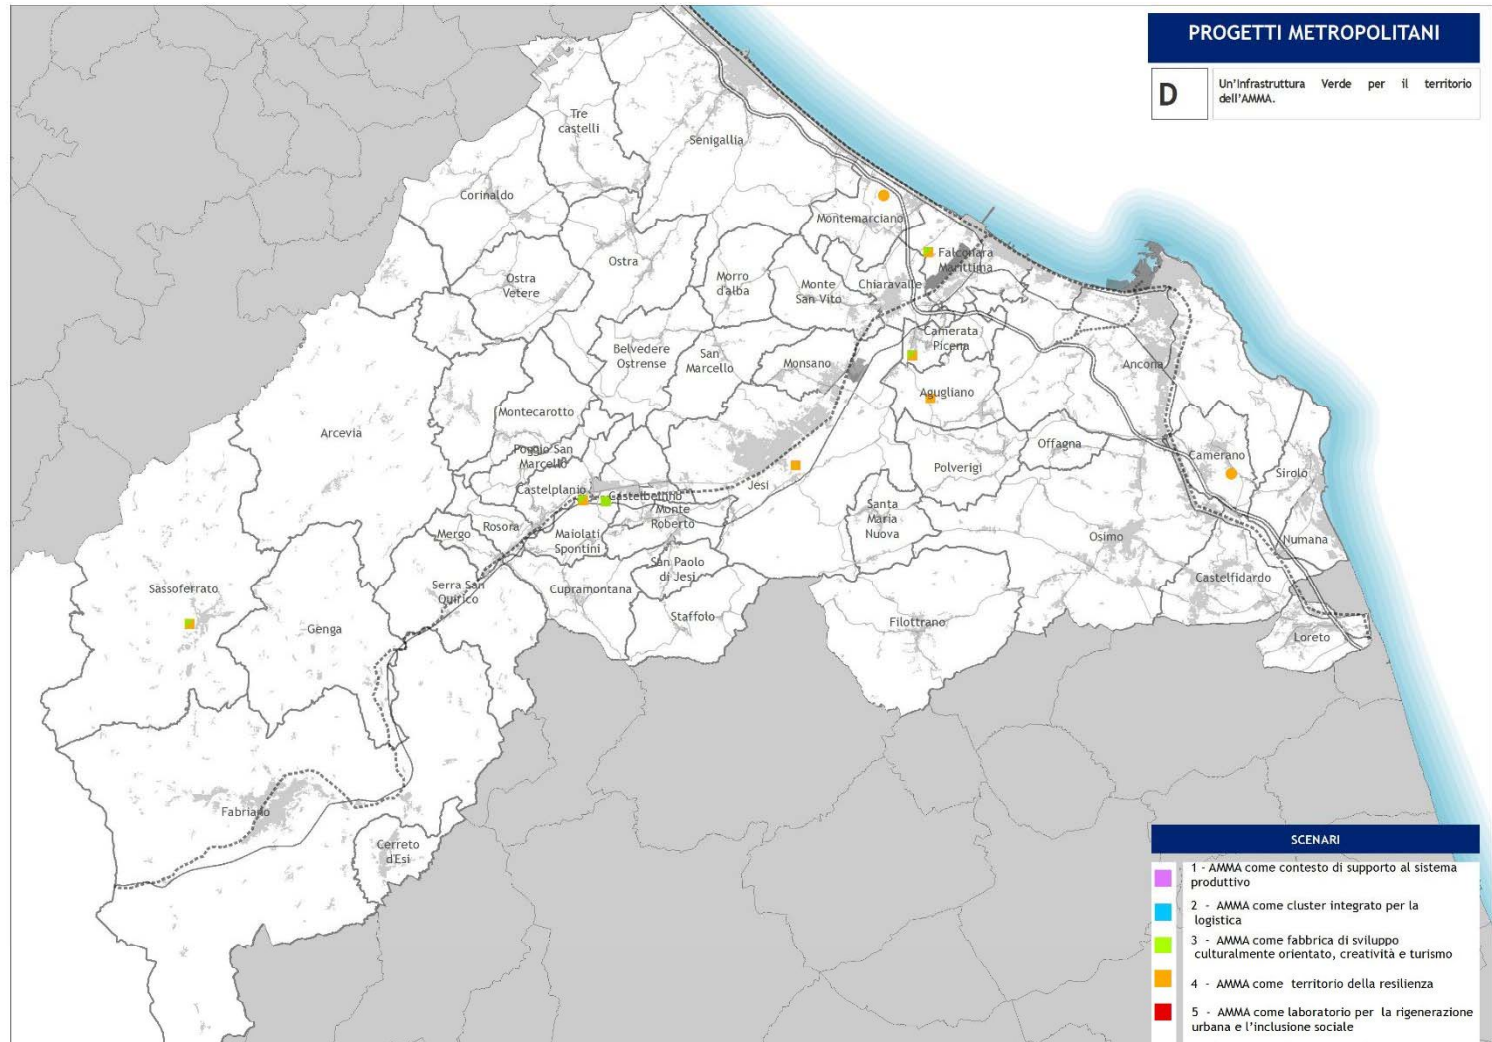 PROGETTI METROPOLITANI
D
Un'Infrastruttura Verde per il territorio
dell'AMMA.
Tre
castelli
Senigallia
Corinaldo
Montemarciano
Ostra
Ostra
Vetere
Morro
d'alba
Monte
San Vito
Chiaravalle
Falconara
Marittima
Camerata
Picena
Belvedere
Ostrense
San
Marcello
Monsano
Ancona
Agugliano
Montecarotto
Arcevia
Poggio San
Marcello
Offagna
Camerano
Polverigi
Sirolo
Castelplanio
Castelbellino
Jesi
Monte
Roberto
Santa
Maria
Nuova
Rosora
Mergo
Maiolati
Spontini
Osimo
Numana
San Paolo
di Jesi
Castelfidardo
Sassoferrato
Serra San
Quirico
Cupramontana
Staffolo
Genga
Filottrano
Loreto
Fabriano
Cerreto
d'Esi
SCENARI
1 - AMMA come contesto di supporto al sistema
produttivo
2 - AMMA come cluster integrato per la
logistica
3 - AMMA come fabbrica di sviluppo
culturalmente orientato, creatività e turismo
4 - AMMA come territorio della resilienza
5 - AMMA come laboratorio per la rigenerazione
urbana e l'inclusione sociale